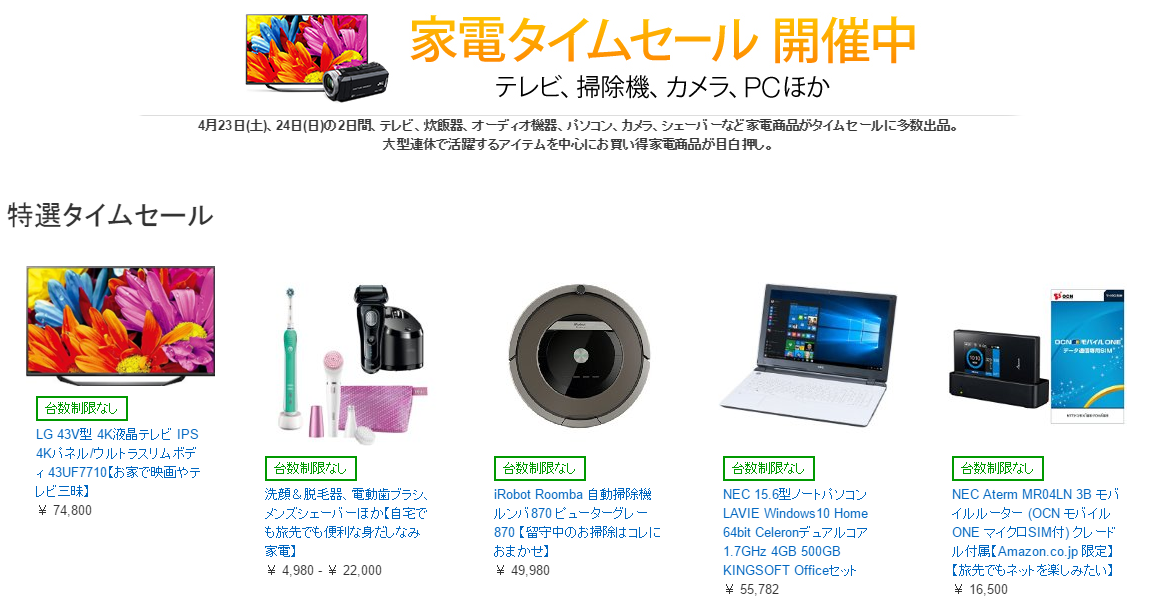 家電タイムセール 開催中
テレビ、掃除機、カメラ、PCほか
4月23日(土)、24日(日)の2日間、テレビ、炊飯器、オーディオ機器、パソコン、カメラ、シェーバーなど家電商品がタイムセールに多数出品。
大型連休で活躍するアイテムを中心にお買い得家電商品が目白押し。
特選タイムセール
台数制限なし
LG 43V型 4K液晶テレビ IPS
4Kパネル/ウルトラスリムボデ
ィ 43UF7710【お家で映画やテ
レビ三昧】
￥ 74,800
台数制限なし
洗顔＆脱毛器、電動歯ブラシ、
メンズシェーバーほか【自宅で
も旅先でも便利な身だしなみ
家電】
￥ 4,980 - ￥ 22,000
台数制限なし
iRobot Roomba 自動掃除機
ルンバ870 ピューターグレー
870 【留守中のお掃除はコレに
おまかせ】
￥ 49,980
台数制限なし
NEC 15.6型ノートパソコン
LAVIE Windows10 Home
64bit Celeronデュアルコア
1.7GHz 4GB 500GB
KINGSOFT Officeセット
￥ 55,782
OCN
OCN モバイル ONE
データ通信専用SIM
台数制限なし
NEC Aterm MR04LN 3B モバ
イルルーター (OCN モバイル
ONE マイクロSIM付) クレード
ル付属【Amazon.co.jp 限定】
【旅先でもネットを楽しみたい】
￥ 16,500